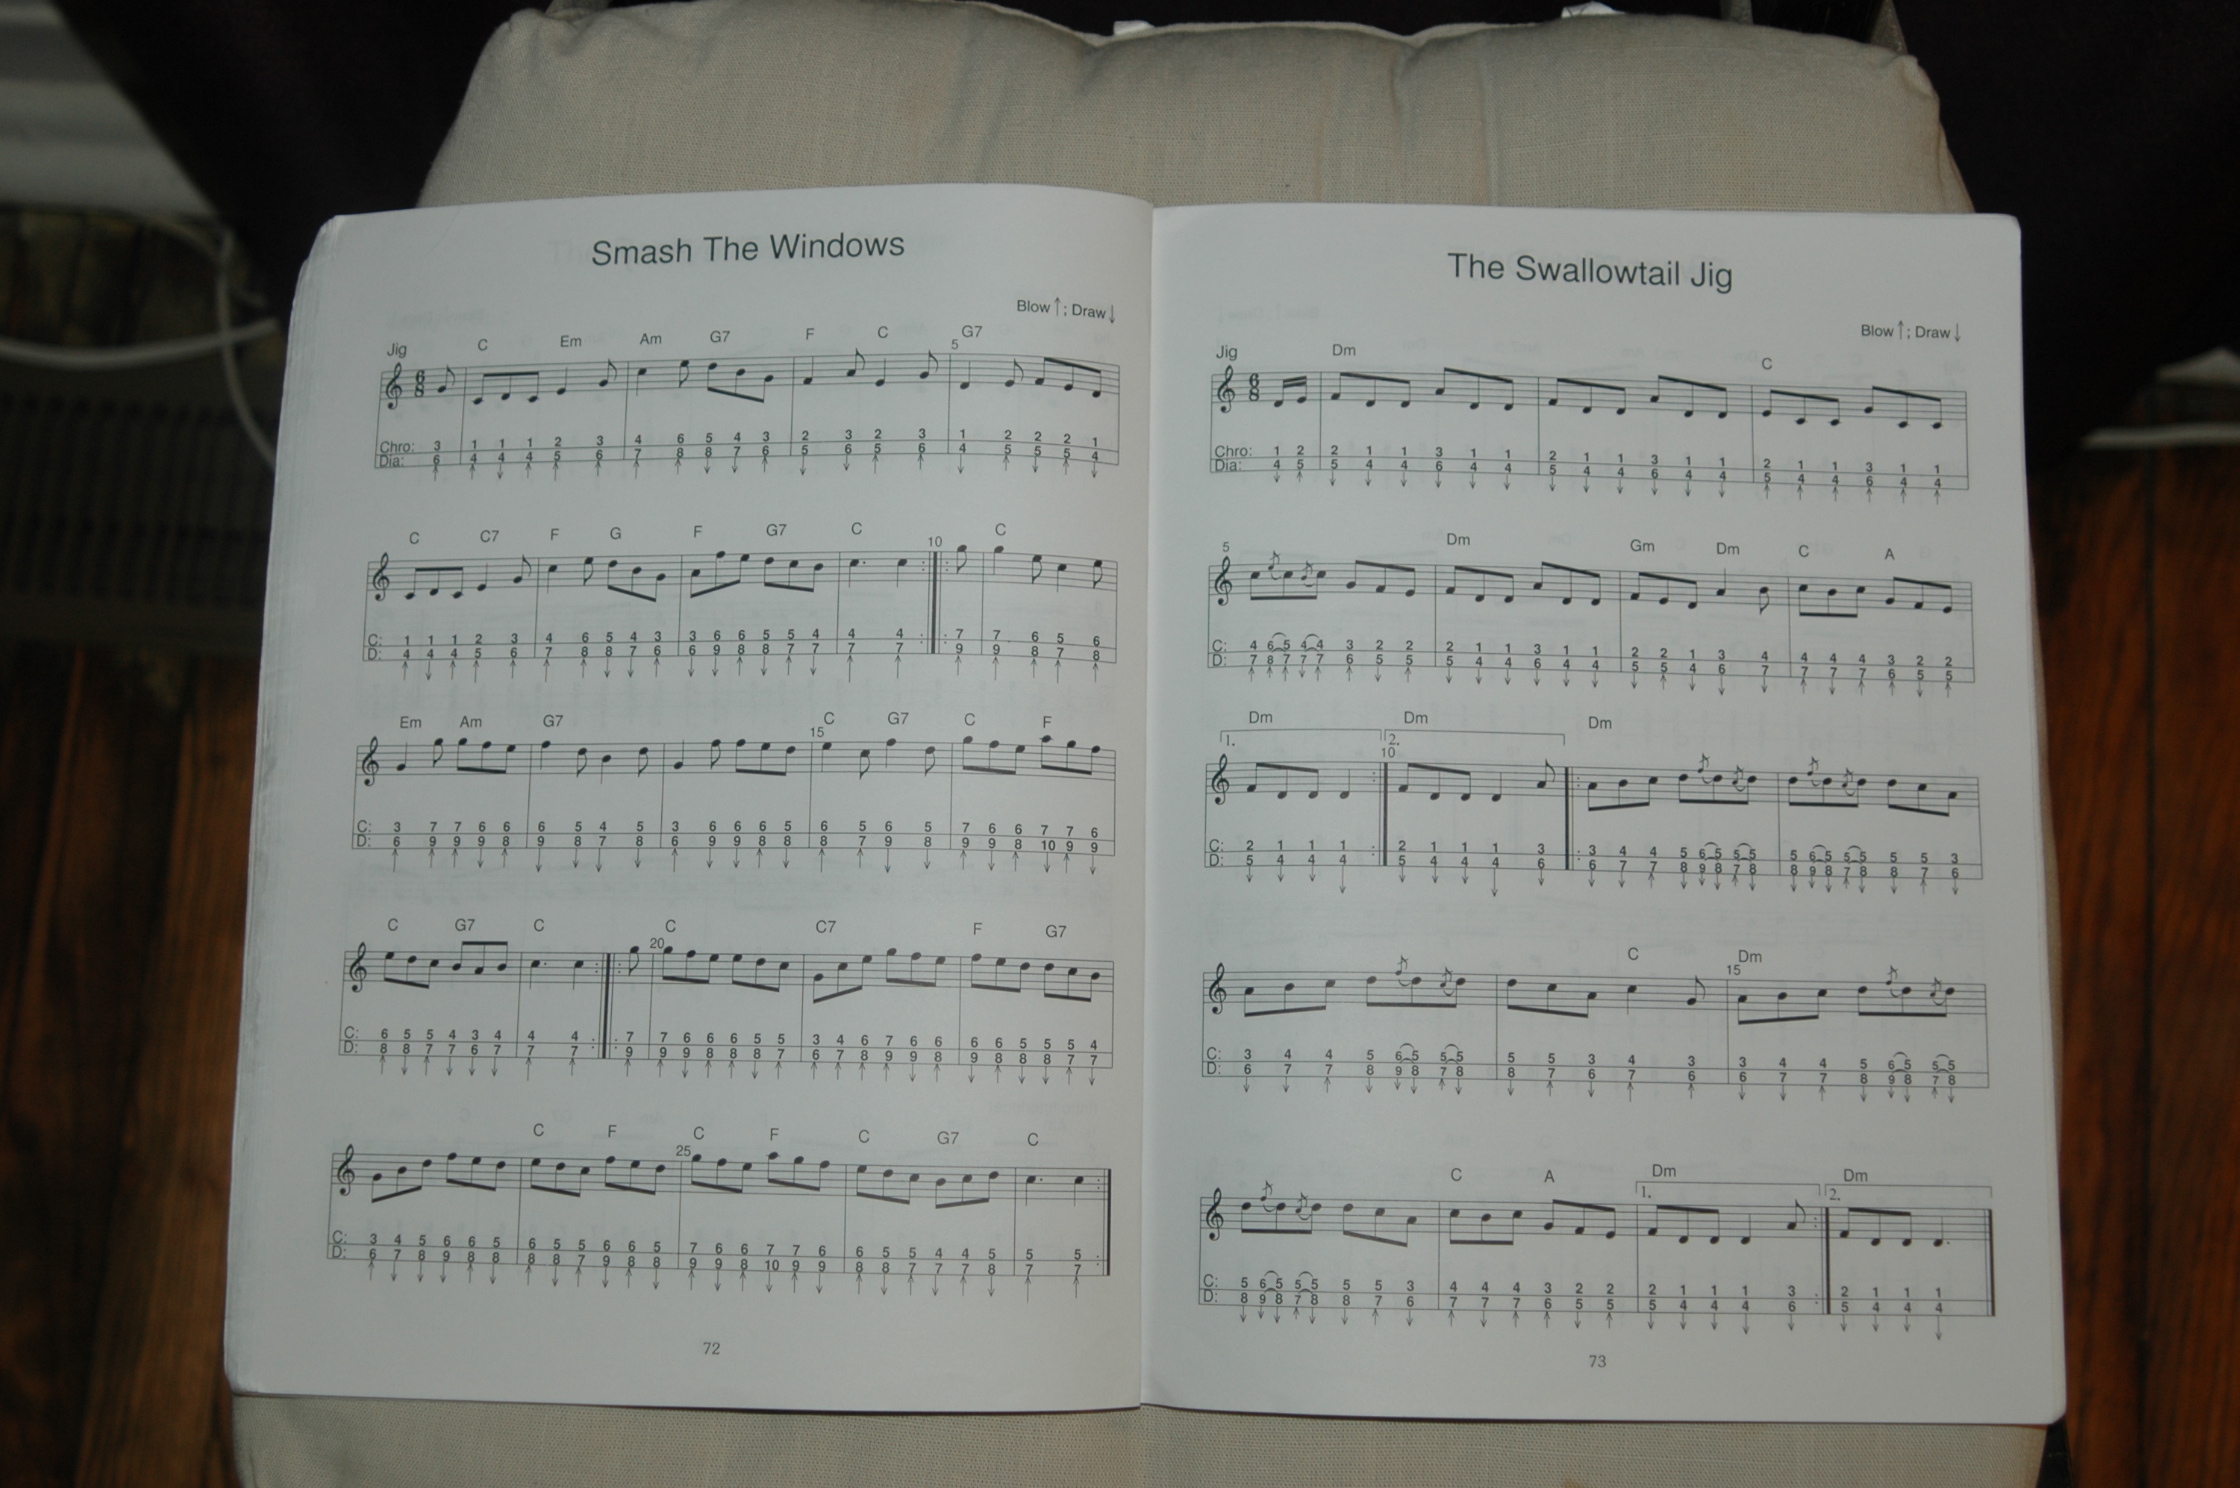 Smash The Windows
Blow ↑; Draw ↓
Jig C Em Am G7 F C G7
5
6 8
Chro: 3 1 1 1 2 3 4 6 5 4 3 2 3 2 3 1 2 2 2 1
Dia: 6 4 4 4 5 6 7 8 8 7 6 5 6 5 6 4 5 5 5 4
C C7 F G F G7 C 10 C
C: 1 1 1 2 3 4 6 5 4 3 3 6 6 5 5 4 4 4 7 7 6 5 6
D: 4 4 4 5 6 7 8 8 7 6 6 9 8 8 7 7 7 7 9 9 8 7 8
Em Am G7 C G7 C F
15
C: 3 7 7 6 6 6 5 4 5 3 6 6 6 5 6 5 6 5 7 6 6 7 7 6
D: 6 9 9 9 8 9 8 7 8 6 9 9 8 8 8 7 9 8 9 9 8 10 9 9
C G7 C C C7 F G7
20
C: 6 5 5 4 3 4 4 4 7 7 6 6 6 5 5 3 4 6 7 6 6 6 6 5 5 5 4
D: 8 8 7 7 6 7 7 7 9 9 9 8 8 8 7 6 7 8 9 9 8 9 8 8 8 7 7
C F C F C G7 C
25
C: 3 4 5 6 6 5 6 5 5 6 6 5 7 6 6 7 7 6 6 5 5 4 4 5 5 5
D: 6 7 8 9 8 8 8 8 7 9 8 8 9 9 8 10 9 9 8 8 7 7 7 8 7 7
72
The Swallowtail Jig
Blow ↑; Draw ↓
Jig Dm C
6 8
Chro: 1 2 2 1 1 3 1 1 2 1 1 3 1 1 2 1 1 3 1 1
Dia: 4 5 5 4 4 6 4 4 5 4 4 6 4 4 5 4 4 6 4 4
5 Dm Gm Dm C A
C: 4 6 5 4 4 3 2 2 2 1 1 3 1 1 2 2 1 3 4 4 4 4 3 2 2
D: 7 8 7 7 7 6 5 5 5 4 4 6 4 4 5 5 4 6 7 7 7 7 6 5 5
Dm Dm Dm
1. 2.
10
C: 2 1 1 1 2 1 1 1 3 3 4 4 5 6 5 5 5 5 6 5 5 5 5 5 3
D: 5 4 4 4 5 4 4 4 6 6 7 7 8 9 8 7 8 8 9 8 7 8 8 7 6
C Dm
15
C: 3 4 4 5 6 5 5 5 5 5 3 4 3 3 4 4 5 6 5 5 5
D: 6 7 7 8 9 8 7 8 8 7 6 7 6 6 7 7 8 9 8 7 8
C A Dm Dm
1. 2.
C: 5 6 5 5 5 5 5 3 4 4 4 3 2 2 2 1 1 1 3 2 1 1 1
D: 8 9 8 7 8 8 7 6 7 7 7 6 5 5 5 4 4 4 6 5 4 4 4
73